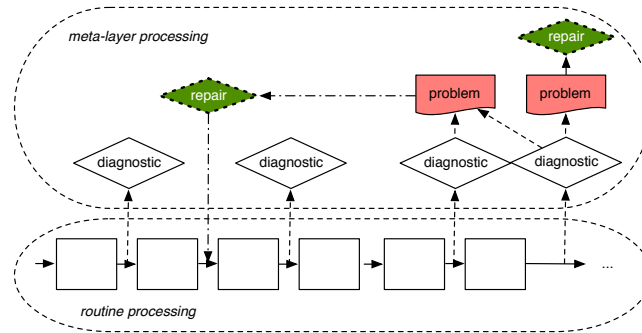 meta-layer processing
repair
repair
problem
problem
diagnostic
diagnostic
diagnostic
diagnostic
...
routine processing